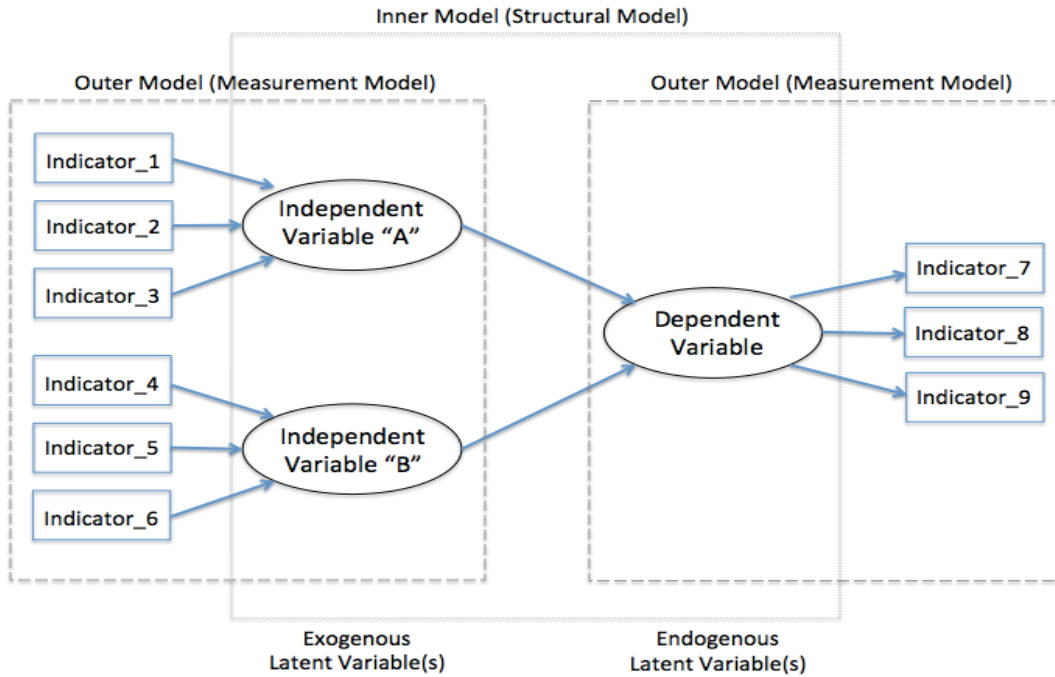 Inner Model (Structural Model)
Outer Model (Measurement Model)
Outer Model (Measurement Model)
Indicator_1
Indicator_2
Indicator_3
Independent
Variable “A”
Indicator_4
Indicator_5
Indicator_6
Independent
Variable “B”
Dependent
Variable
Indicator_7
Indicator_8
Indicator_9
Exogenous
Latent Variable(s)
Endogenous
Latent Variable(s)